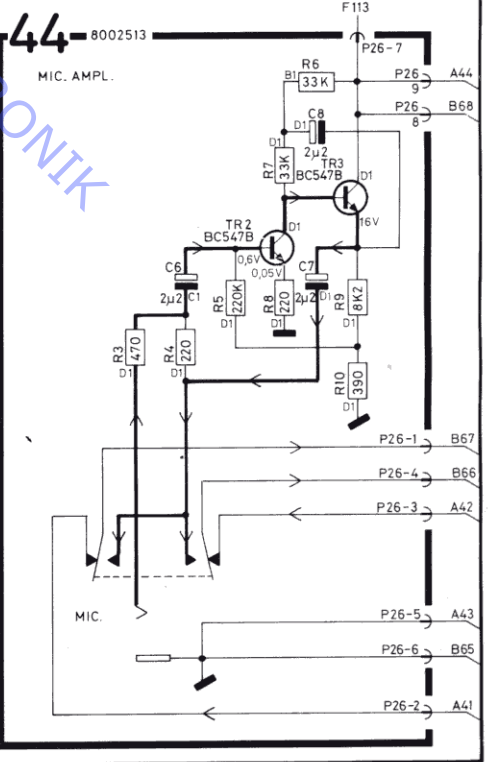 F113
44 8002513
P26-7
MIC. AMPL.
R6
B1 33K
P26 9 A44
P26 8 B68
C8
D1
2µ2
D1
R7 33K
TR3
BC547B
D1
16V
TR2
BC547B
D1
0,6V
0,05V
C6
2µ2 C1
R5 220K
D1
R8 220
D1
C7
2µ2 D1
R9 8K2
D1
R3 470
D1
R4 220
D1
R10 390
D1
P26-1 B67
P26-4 B66
P26-3 A42
MIC.
P26-5 A43
P26-6 B65
P26-2 A41
RONIK